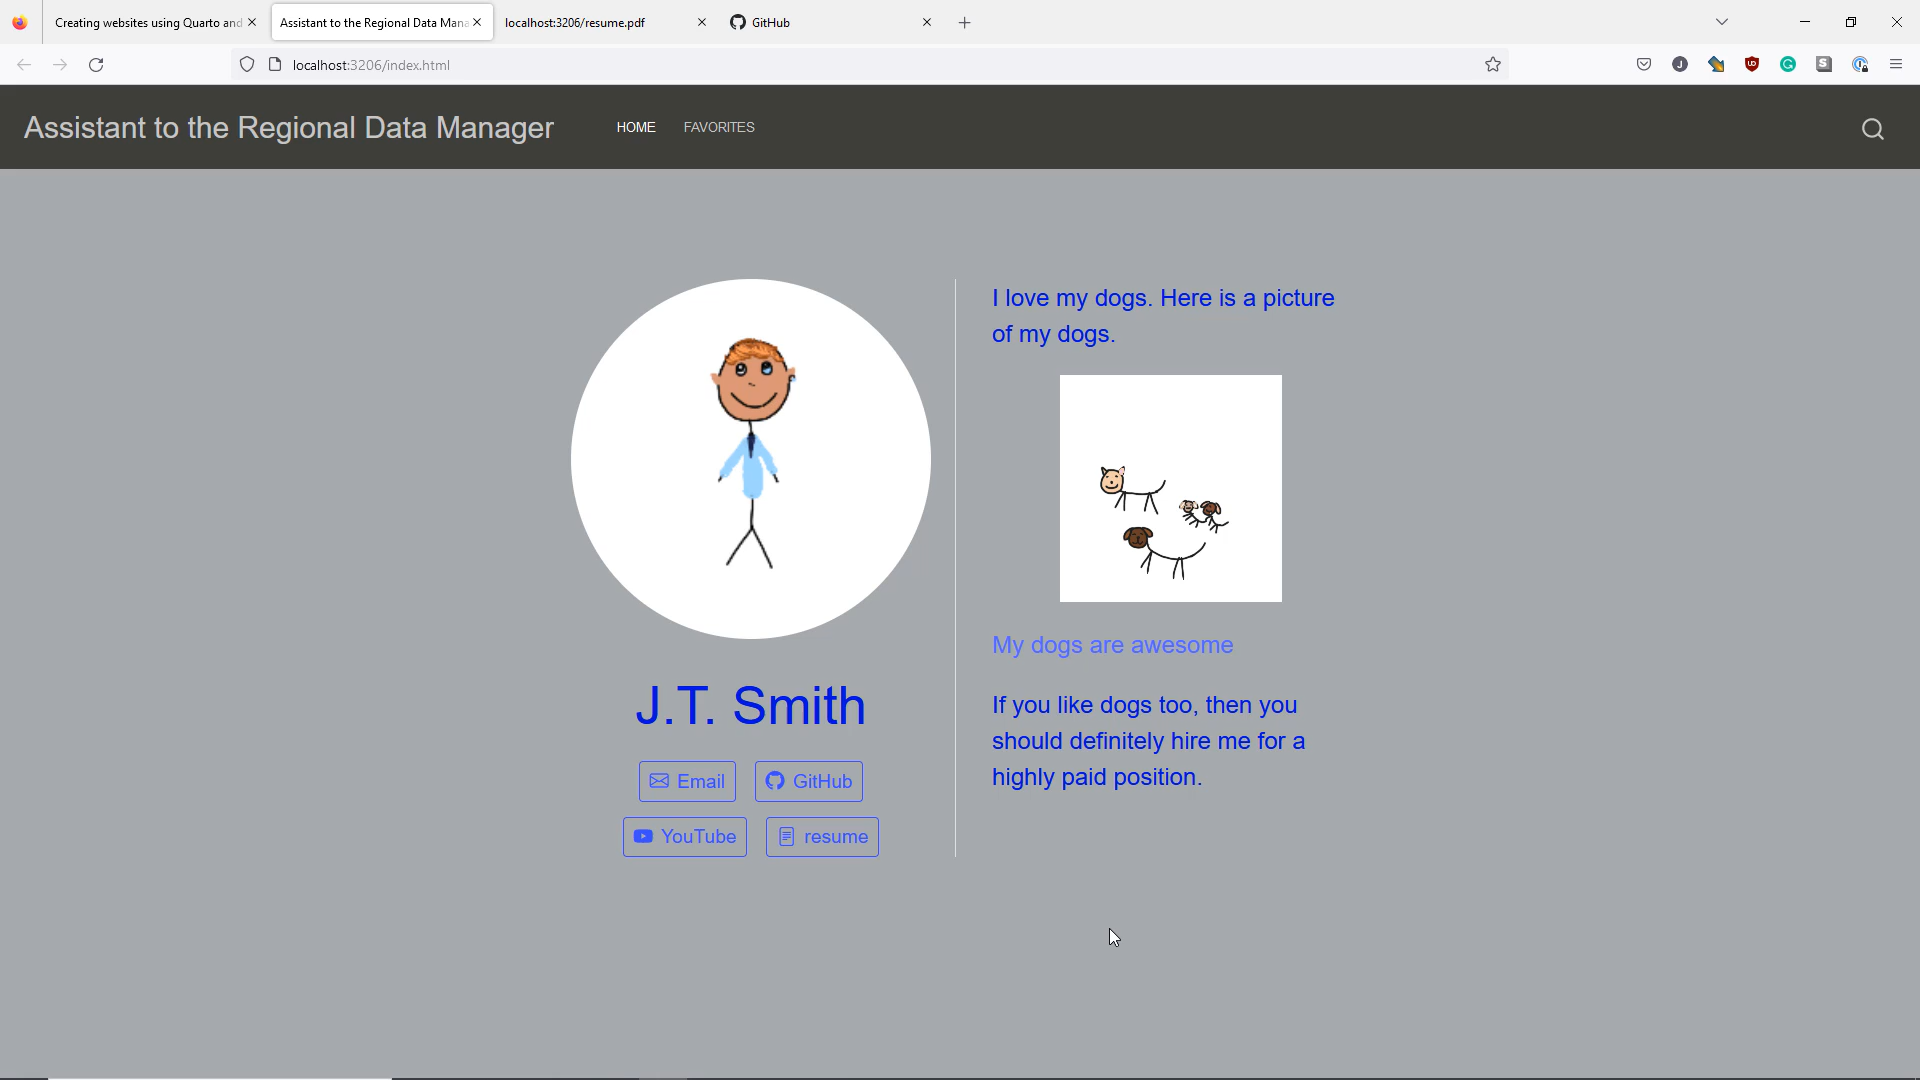 Creating websites using Quarto and
Assistant to the Regional Data Mana
localhost:3206/resume.pdf
GitHub
localhost:3206/index.html
Assistant to the Regional Data Manager
HOME
FAVORITES
J.T. Smith
Email
GitHub
YouTube
resume
I love my dogs. Here is a picture
of my dogs.
My dogs are awesome
If you like dogs too, then you
should definitely hire me for a
highly paid position.